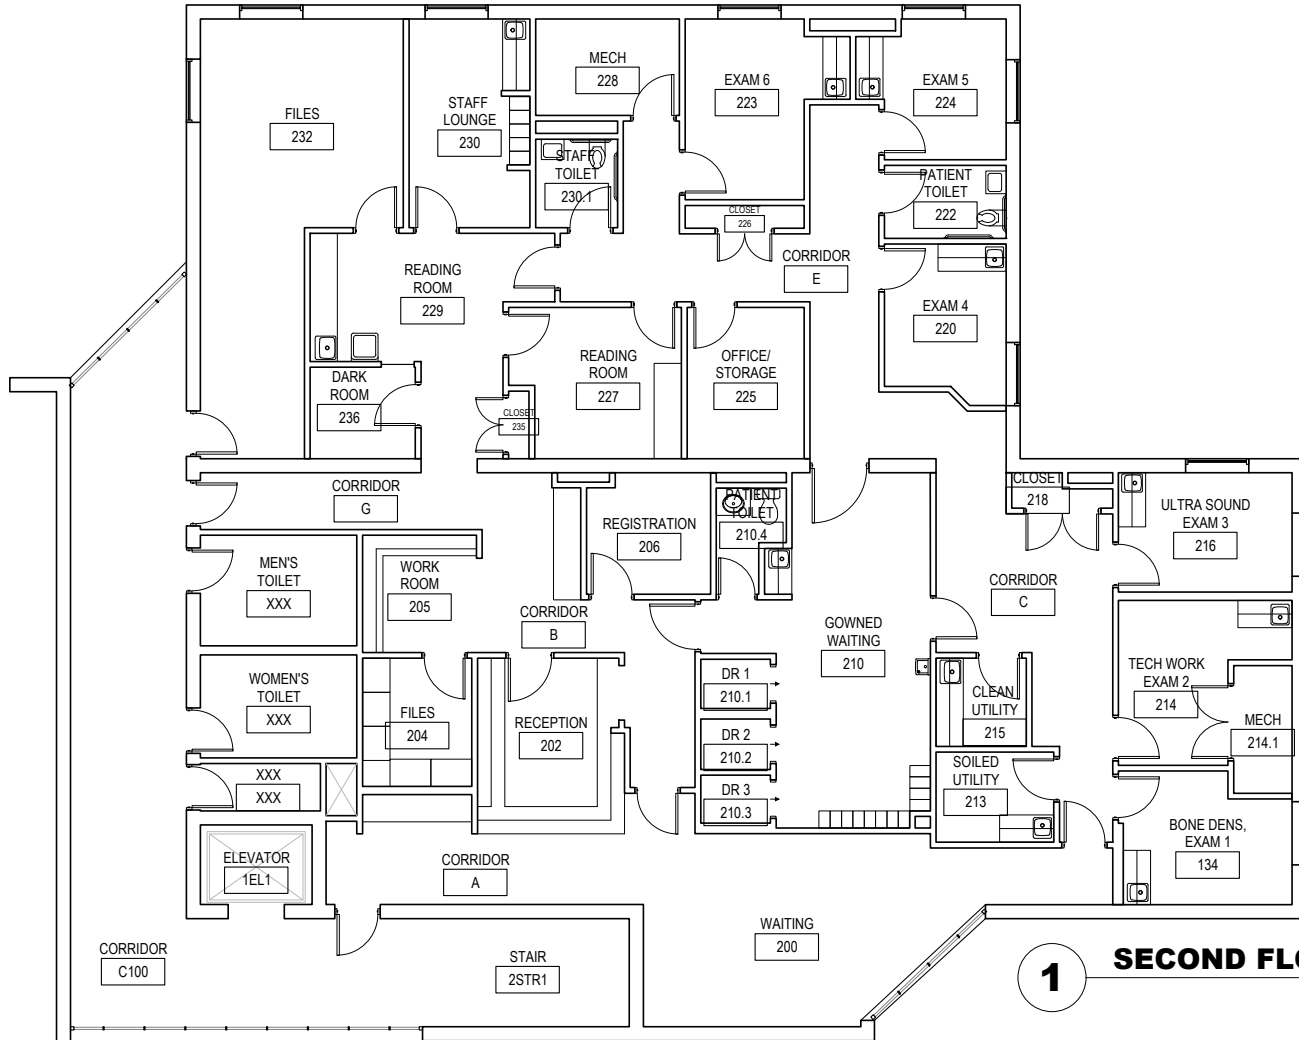 MECH
228
EXAM 6
223
EXAM 5
224
FILES
232
STAFF
LOUNGE
230
STAFF
TOILET
230.1
PATIENT
TOILET
222
CLOSET
226
CORRIDOR
E
READING
ROOM
229
EXAM 4
220
READING
ROOM
227
OFFICE/
STORAGE
225
DARK
ROOM
236
CLOSET
235
CORRIDOR
G
REGISTRATION
206
PATIENT
TOILET
210.4
CLOSET
218
ULTRA SOUND
EXAM 3
216
MEN'S
TOILET
XXX
WORK
ROOM
205
CORRIDOR
B
GOWNED
WAITING
210
CORRIDOR
C
WOMEN'S
TOILET
XXX
FILES
204
RECEPTION
202
DR 1
210.1
DR 2
210.2
DR 3
210.3
CLEAN
UTILITY
215
TECH WORK
EXAM 2
214
MECH
214.1
SOILED
UTILITY
213
XXX
XXX
BONE DENS,
EXAM 1
134
ELEVATOR
1EL1
CORRIDOR
A
WAITING
200
CORRIDOR
C100
STAIR
2STR1
1
SECOND FLO